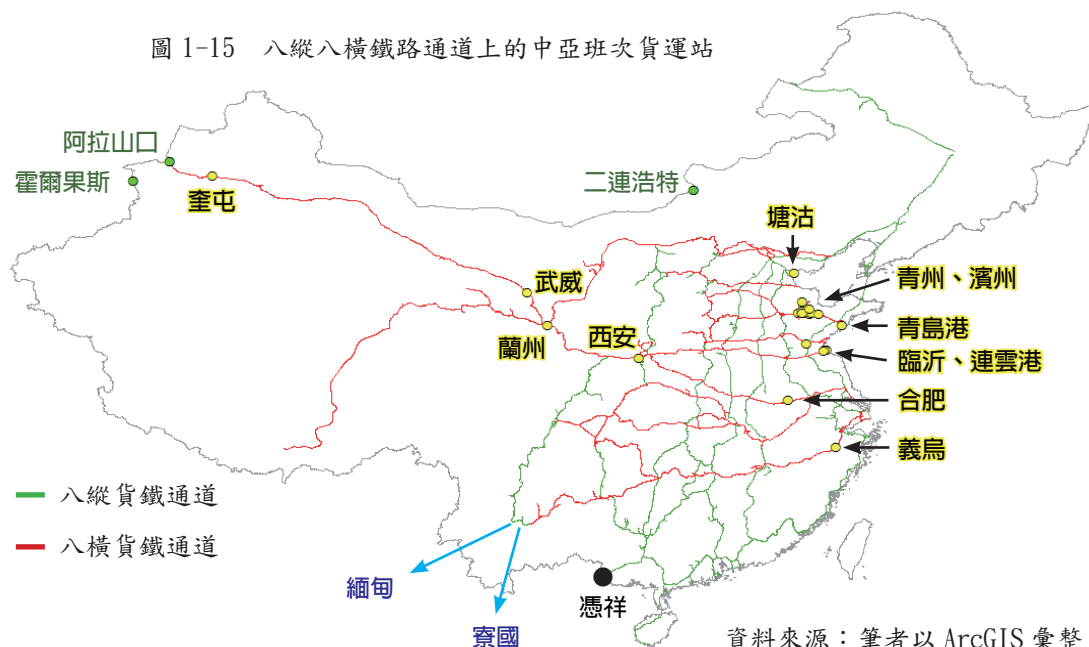 圖 1-15　八縱八橫鐵路通道上的中亞班次貨運站
阿拉山口
霍爾果斯
奎屯
二連浩特
塘沽
武威
青州、濱州
蘭州
西安
青島港
臨沂、連雲港
合肥
義烏
八縱貨鐵通道
八橫貨鐵通道
緬甸
寮國
憑祥
資料來源：筆者以 ArcGIS 彙整